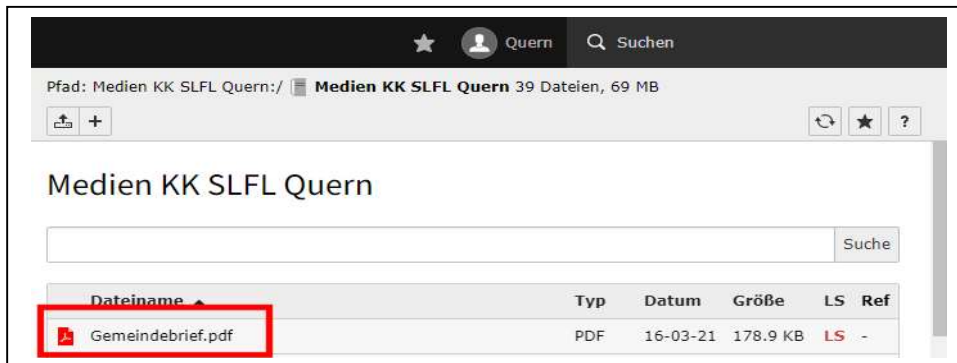 Quern Suchen
Pfad: Medien KK SLFL Quern:/ Medien KK SLFL Quern 39 Dateien, 69 MB
+ ?
Medien KK SLFL Quern
Suche
Dateiname Typ Datum Größe LS Ref
Gemeindebrief.pdf PDF 16-03-21 178.9 KB LS -